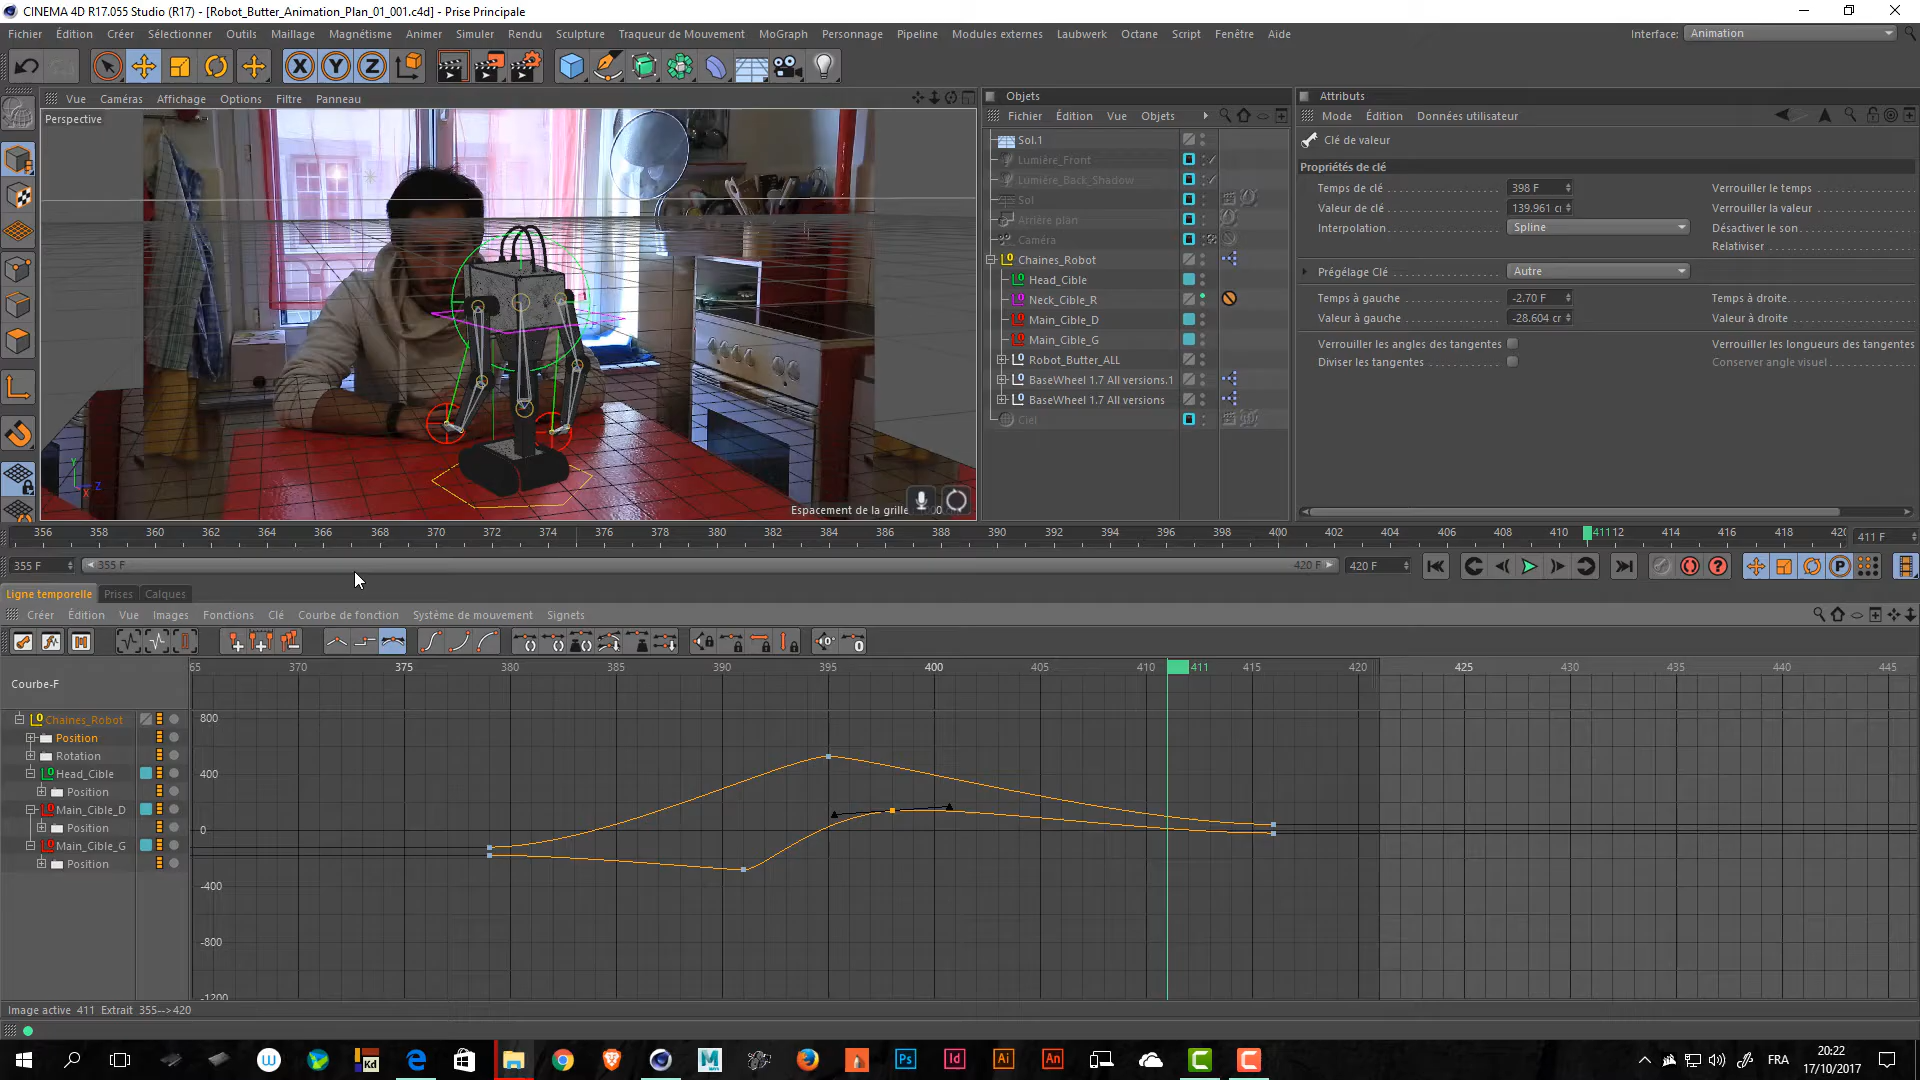 CINEMA 4D R17.055 Studio (R17) - [Robot_Butter_Animation_Plan_01_001.c4d] - Prise Principale
Fichier Édition Créer Sélectionner Outils Maillage Magnétisme Animer Simuler Rendu Sculpture Traqueur de Mouvement MoGraph Personnage Pipeline Modules externes Laubwerk Octane Script Fenêtre Aide Interface: Animation
X Y Z
Vue Caméras Affichage Options Filtre Panneau
Perspective
Espacement de la grille
Objets
Fichier Édition Vue Objets
Sol.1
Lumière_Front
Lumiére_Back_Shadow
Sol
Arrière plan
Caméra
Chaines_Robot
Head_Cible
Neck_Cible_R
Main_Cible_D
Main_Cible_G
Robot_Butter_ALL
BaseWheel 1.7 All versions.1
BaseWheel 1.7 All versions
Ciel
Attributs
Mode Édition Données utilisateur
Clé de valeur
Propriétés de clé
Temps de clé 398 F Verrouiller le temps
Valeur de clé 139.961 cr Verrouiller la valeur
Interpolation Spline Désactiver le son
Relativiser
Prégélage Clé Autre
Temps à gauche -2.70 F Temps à droite
Valeur à gauche -28.604 cr Valeur à droite
Verrouiller les angles des tangentes Verrouiller les longueurs des tangentes
Diviser les tangentes Conserver angle visuel
356 358 360 362 364 366 368 370 372 374 376 378 380 382 384 386 388 390 392 394 396 398 400 402 404 406 408 410 411 12 414 416 418 42( 411 F
355 F 355 F 420 F 420 F
Ligne temporelle Prises Calques
Créer Édition Vue Images Fonctions Clé Courbe de fonction Système de mouvement Signets
65 370 375 380 385 390 395 400 405 410 411 415 420 425 430 435 440 445
Courbe-F
Chaines_Robot
Position
Rotation
Head_Cible
Position
Main_Cible_D
Position
Main_Cible_G
Position
800
400
0
-400
-800
-1200
Image active 411 Extrait 355-->420
Kd Ps Id Ai An FRA
20:22
17/10/2017